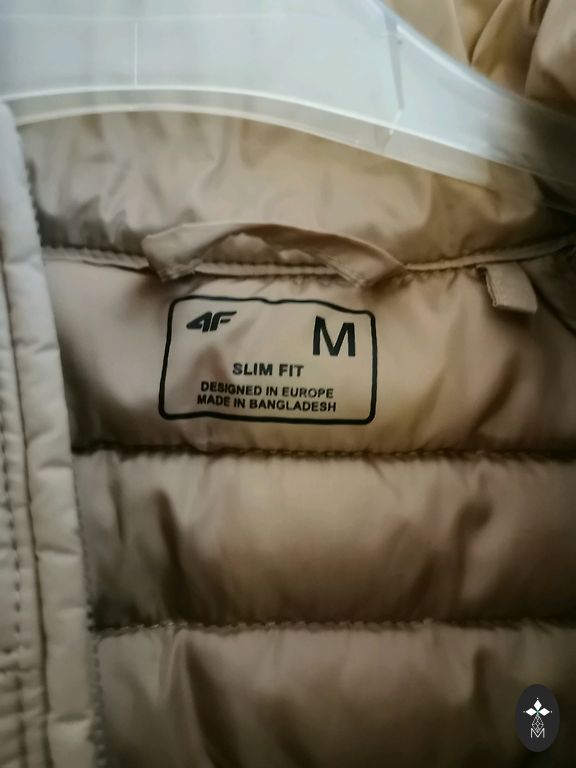 4F
M
SLIM FIT
DESIGNED IN EUROPE
MADE IN BANGLADESH
M